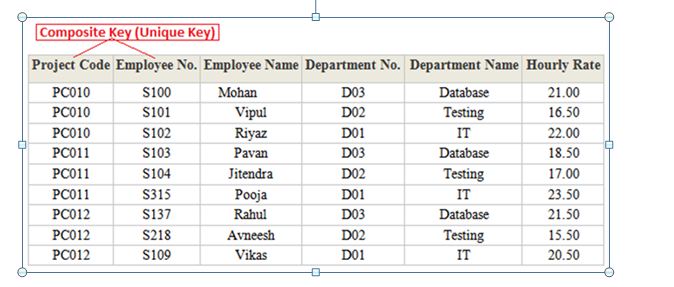 Composite Key (Unique Key)
Project Code Employee No. Employee Name Department No. Department Name Hourly Rate
PC010 S100 Mohan D03 Database 21.00
PC010 S101 Vipul D02 Testing 16.50
PC010 S102 Riyaz D01 IT 22.00
PC011 S103 Pavan D03 Database 18.50
PC011 S104 Jitendra D02 Testing 17.00
PC011 S315 Pooja D01 IT 23.50
PC012 S137 Rahul D03 Database 21.50
PC012 S218 Avneesh D02 Testing 15.50
PC012 S109 Vikas D01 IT 20.50